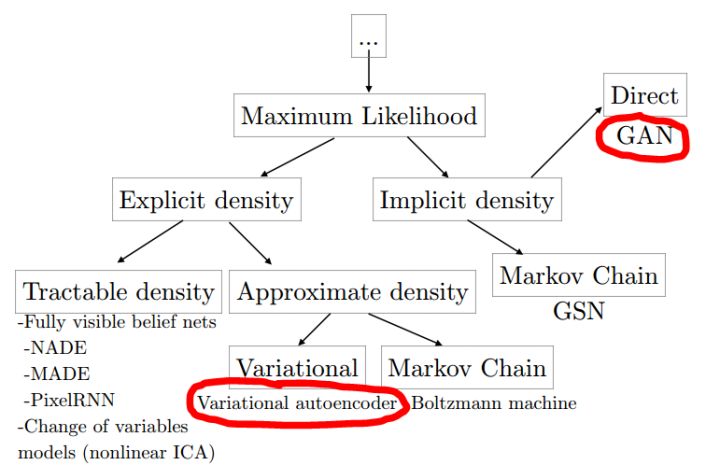 ...
Maximum Likelihood
Direct
GAN
Explicit density
Implicit density
Tractable density
-Fully visible belief nets
-NADE
-MADE
-PixelRNN
-Change of variables
models (nonlinear ICA)
Approximate density
Variational
Variational autoencoder
Markov Chain
Boltzmann machine
Markov Chain
GSN